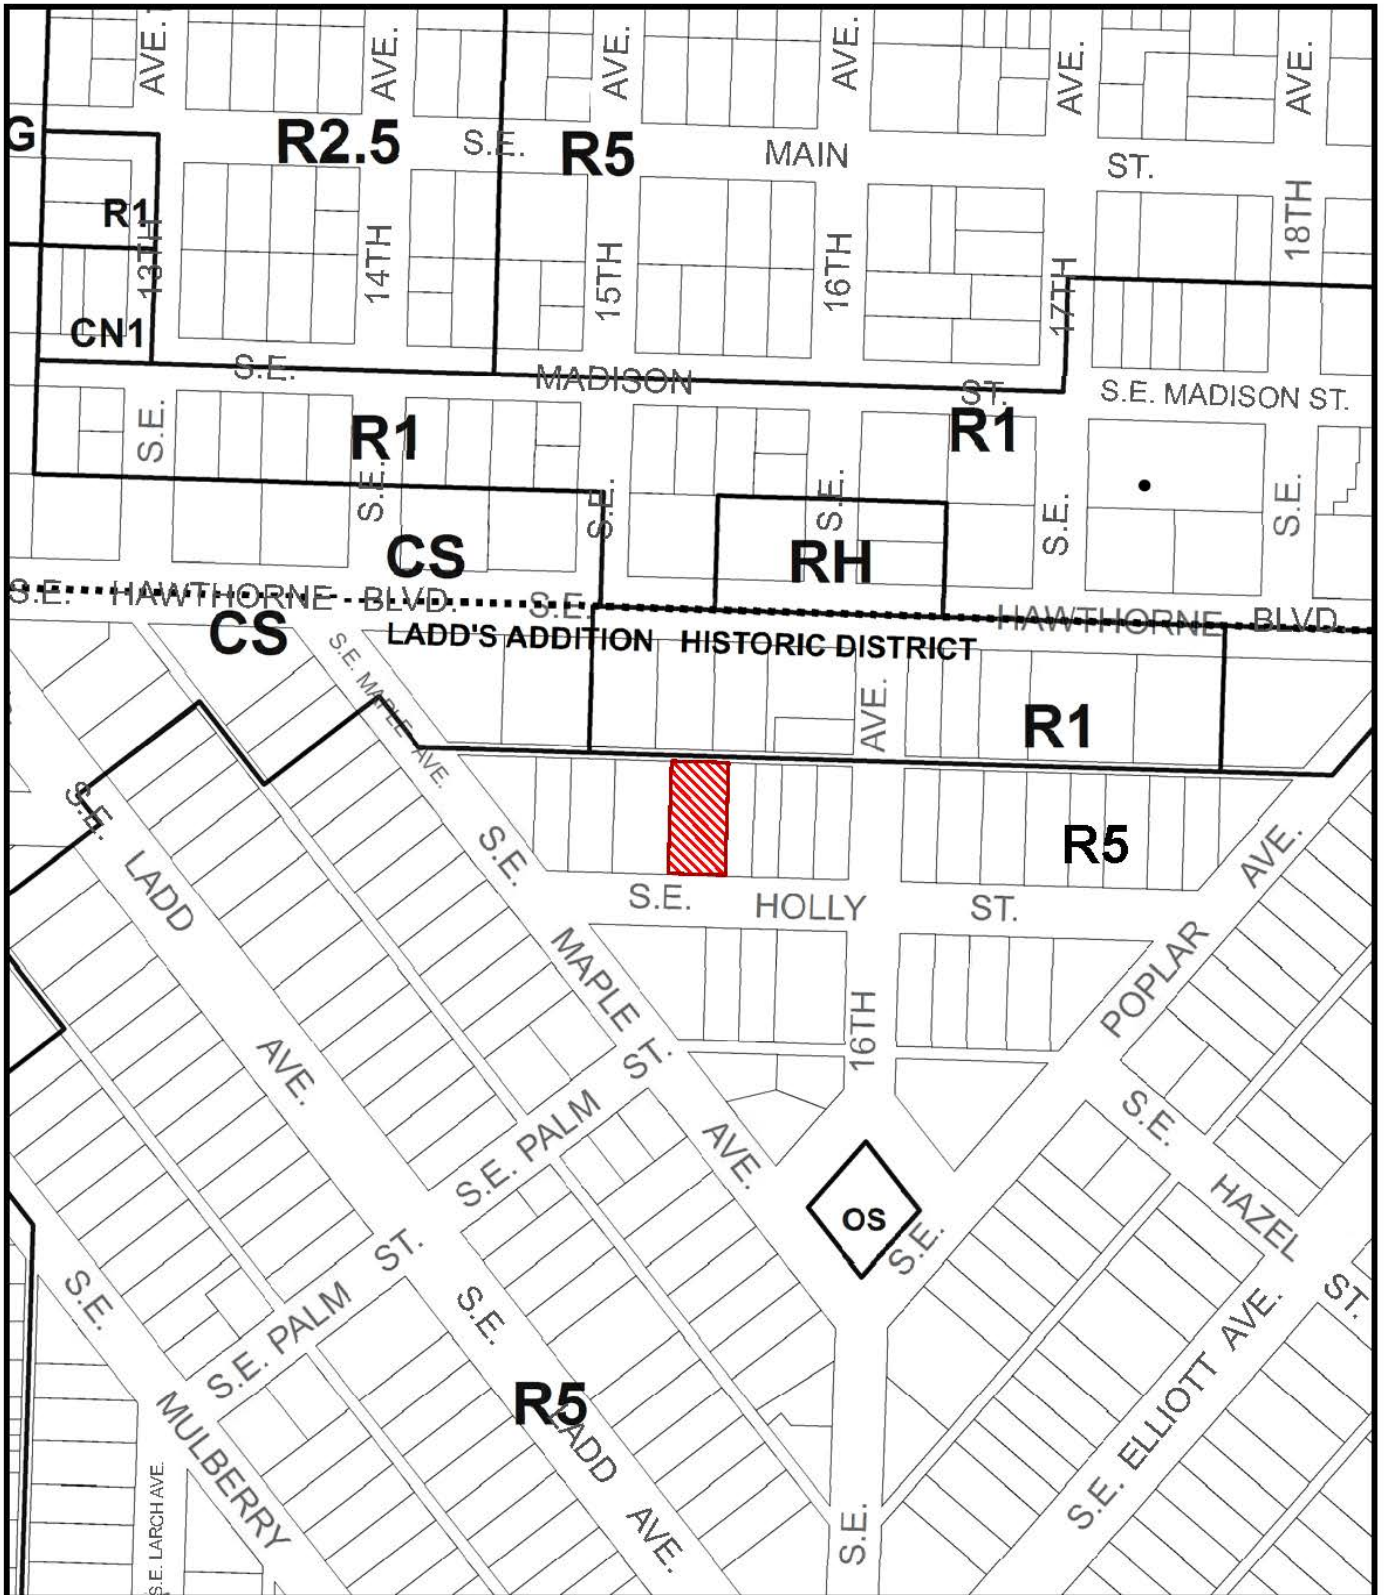 AVE.
AVE.
AVE.
AVE.
AVE.
AVE.
G
R2.5
S.E.
R5
MAIN
ST.
R1
13TH
14TH
15TH
16TH
17TH
18TH
CN1
S.E.
MADISON
ST.
S.E. MADISON ST.
S.E.
R1
S.E.
S.E.
S.E.
R1
S.E.
S.E.
CS
RH
S.E. HAWTHORNE BLVD.
S.E.
HAWTHORNE BLVD.
CS
LADD'S ADDITION HISTORIC DISTRICT
S.E. MAPLE AVE.
AVE.
R1
S.E.
LADD
AVE.
S.E.
MAPLE
AVE.
S.E. HOLLY ST.
R5
POPLAR
AVE.
16TH
S.E. PALM
ST.
S.E.
HAZEL
ST.
OS
S.E.
S.E.
S.E. PALM
ST.
S.E.
LADD
AVE.
R5
MULBERRY
S.E. LARCH AVE.
S.E.
S.E. ELLIOTT AVE.